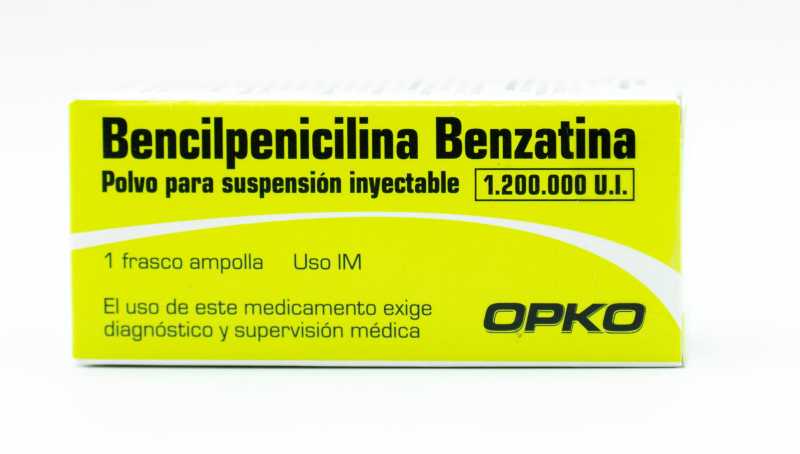 Bencilpenicilina Benzatina
Polvo para suspensión inyectable 1.200.000 U.I.
1 frasco ampolla Uso IM
El uso de este medicamento exige
diagnóstico y supervisión médica
OPKO